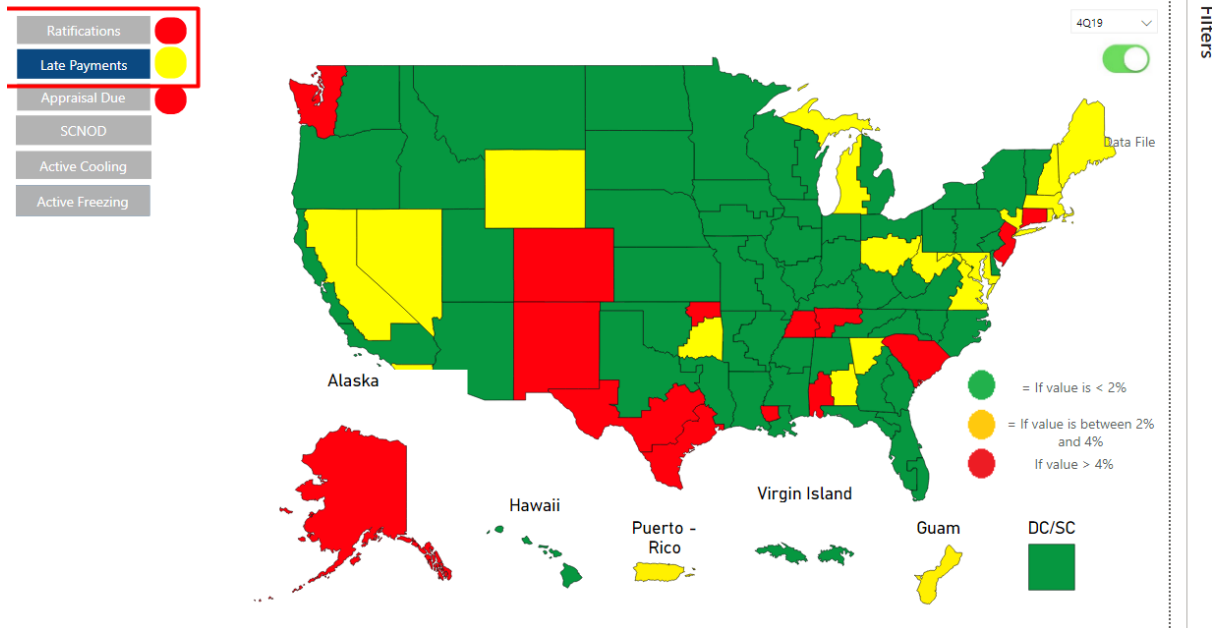 Ratifications
Late Payments
Appraisal Due
SCNOD
Active Cooling
Active Freezing
4Q19
Filters
Data File
= If value is < 2%
= If value is between 2%
and 4%
If value > 4%
Alaska
Hawaii
Puerto -
Rico
Virgin Island
Guam
DC/SC